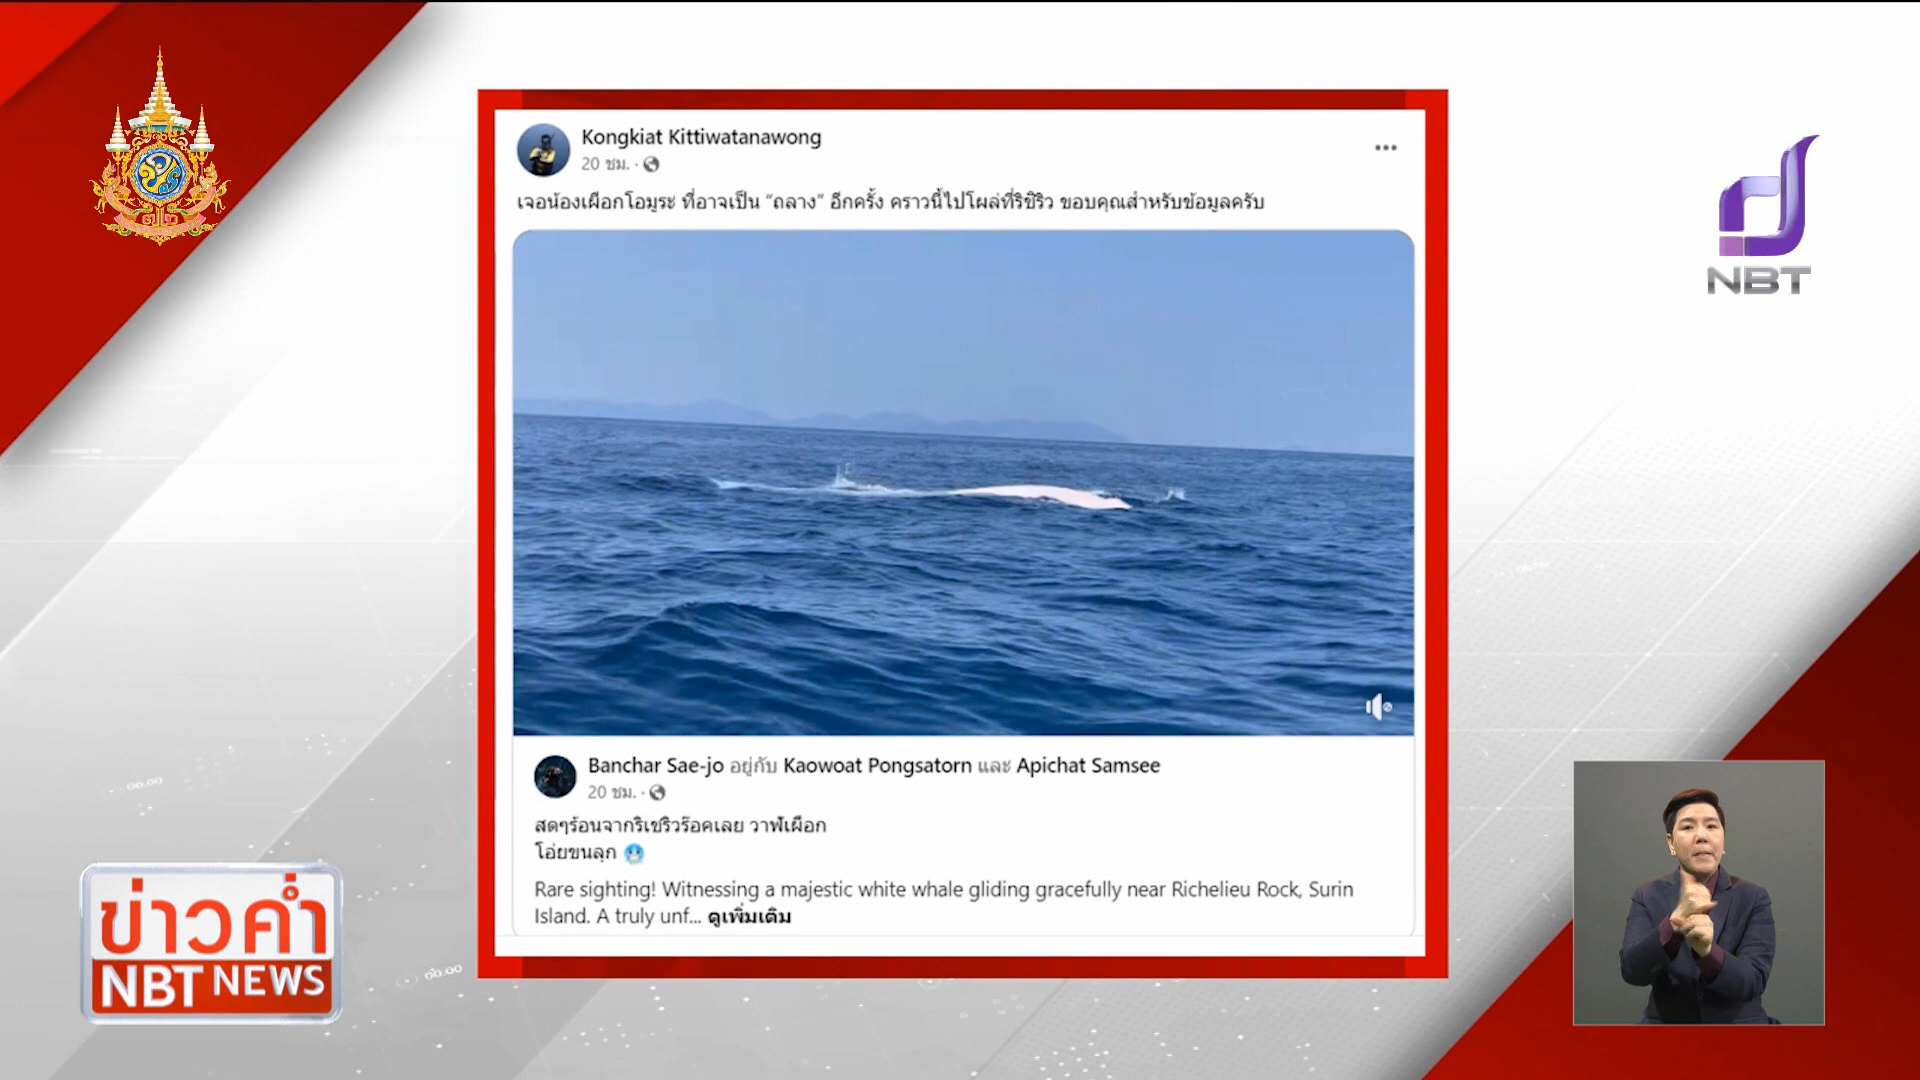 Kongkiat Kittiwatanawong
20 ชม. ·
เจอน้องเผือกโอมูระ ที่อาจเป็น “ถลาง” อีกครั้ง คราวนี้ไปโผล่ที่ริชิริว ขอบคุณสำหรับข้อมูลครับ
NBT
Banchar Sae-jo อยู่กับ Kaowoat Pongsatorn และ Apichat Samsee
20 ชม. ·
สดๆร้อนจากริเชริวร๊อคเลย วาฬเผือก
โอ่ยขนลุก
Rare sighting! Witnessing a majestic white whale gliding gracefully near Richelieu Rock, Surin
Island. A truly unf... ดูเพิ่มเติม
ข่าวค่ำ
NBT NEWS